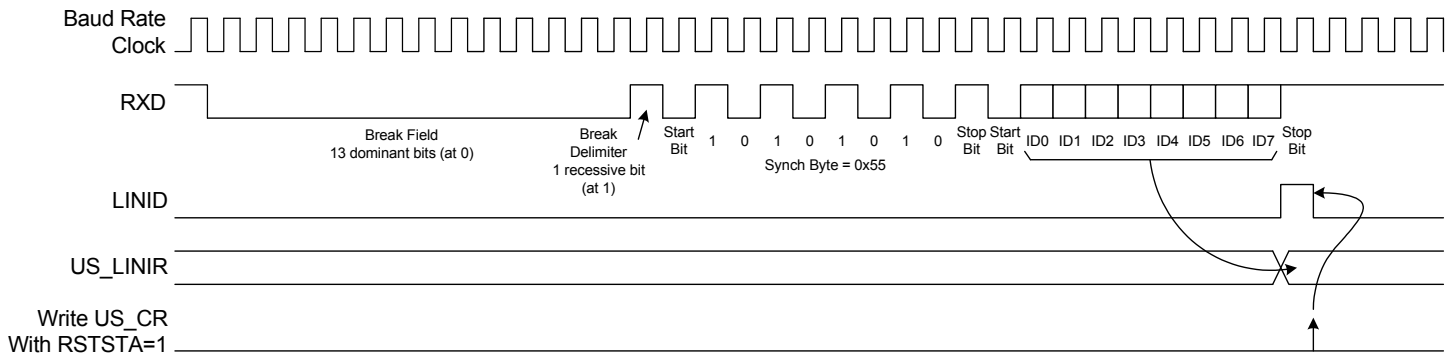 Baud Rate
Clock
RXD
Break Field
13 dominant bits (at 0)
Break
Delimiter
1 recessive bit
(at 1)
Start
Bit
1 0 1 0 1 0 1 0
Synch Byte = 0x55
Stop
Bit
Start
Bit
ID0 ID1 ID2 ID3 ID4 ID5 ID6 ID7
Stop
Bit
LINID
US_LINIR
Write US_CR
With RSTSTA=1